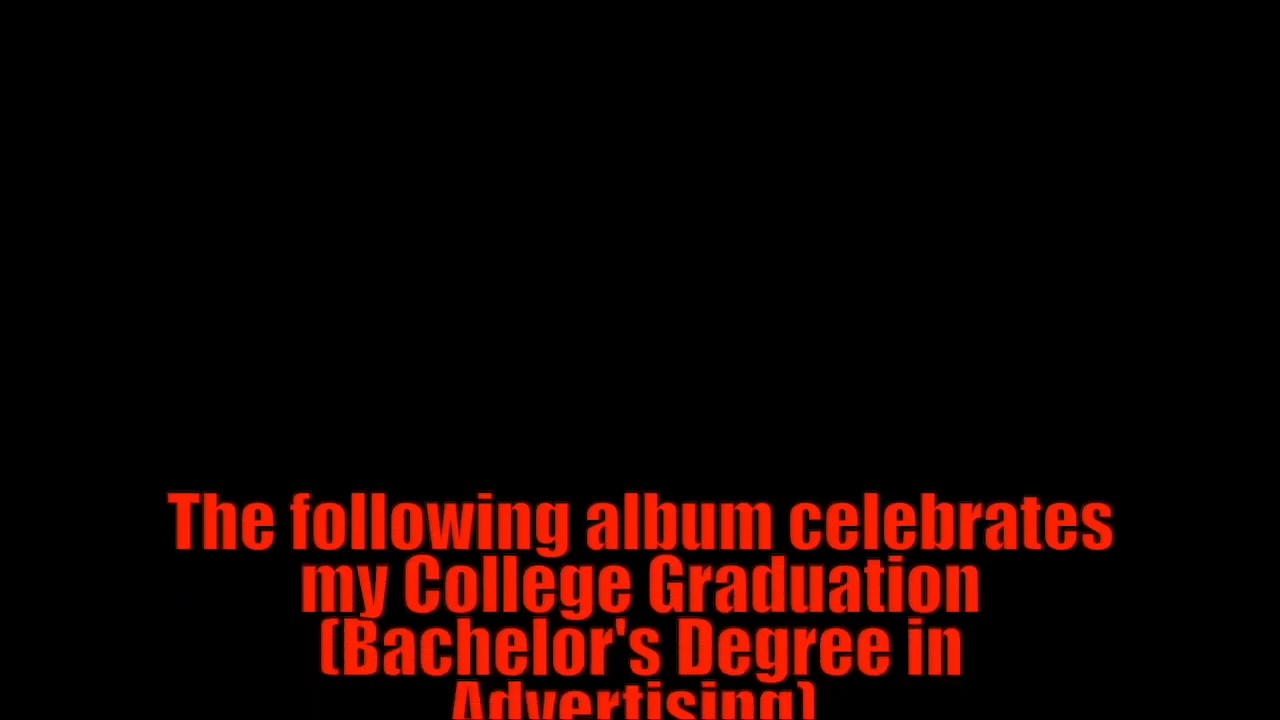 The following album celebrates
my College Graduation
(Bachelor's Degree in
Advertising)